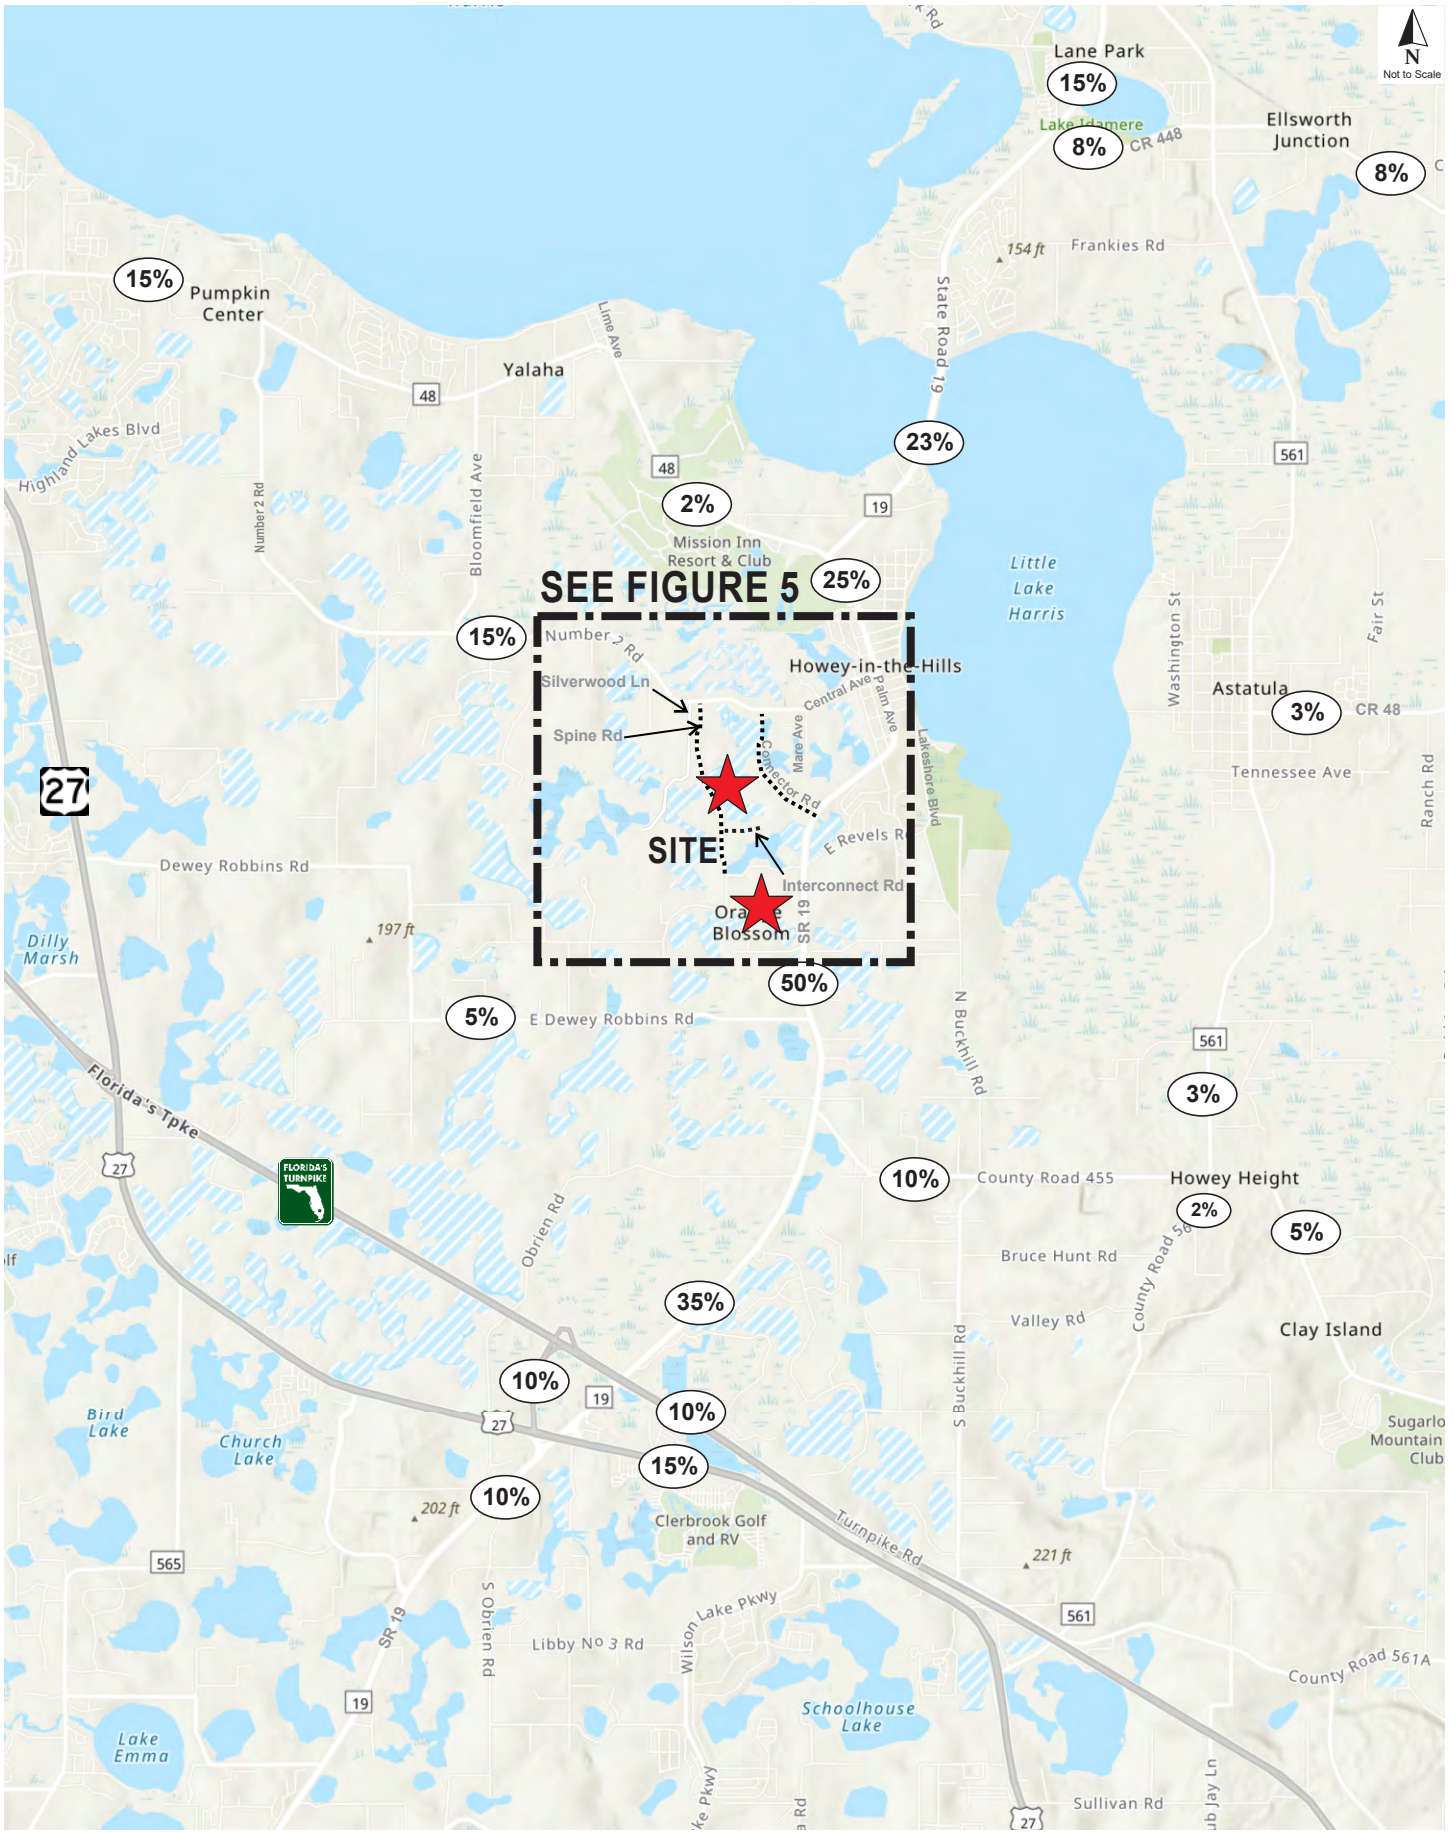 N
Not to Scale
Lane Park
15%
Lake Idamere
8%
CR 448
Ellsworth
Junction
8%
154 ft
Frankies Rd
State Road 19
15%
Pumpkin
Center
Lime Ave
Yalaha
48
Highland Lakes Blvd
Number 2 Rd
Bloomfield Ave
48
2%
23%
19
561
Mission Inn
Resort & Club
25%
SEE FIGURE 5
Little
Lake
Harris
Washington St
Fair St
15%
Number 2 Rd
Howey-in-the-Hills
Silverwood Ln
Central Ave
Palm Ave
Spine Rd
Mare Ave
Connector Rd
Lakeshore Blvd
Astatula
3%
CR 48
Tennessee Ave
Ranch Rd
27
SITE
E Revels Rd
Interconnect Rd
Dewey Robbins Rd
Blossom
SR 19
197 ft
Dilly
Marsh
50%
5%
E Dewey Robbins Rd
N Buckhill Rd
561
3%
Florida's Tpke
27
FLORIDA'S
TURNPIKE
10%
County Road 455
Howey Height
2%
5%
Obrien Rd
Bruce Hunt Rd
County Road 56
35%
Valley Rd
Clay Island
S Buckhill Rd
10%
19
10%
27
Bird
Lake
Church
Lake
15%
10%
Sugarlo
Mountain
Club
202 ft
Clerbrook Golf
and RV
Turnpike Rd
221 ft
565
S Obrien Rd
Wilson Lake Pkwy
561
SR 19
Libby Nº 3 Rd
County Road 561A
19
Schoolhouse
Lake
Lake
Emma
ke Pkwy
a Rd
ub Jay Ln
Sullivan Rd
27